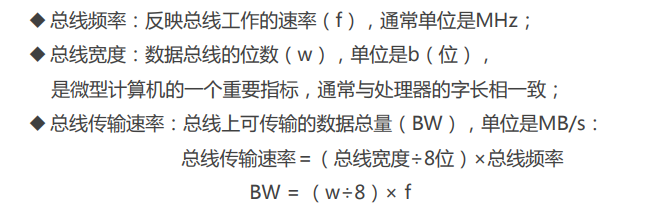 ◆ 总线频率：反映总线工作的速率（f），通常单位是MHz；
◆ 总线宽度：数据总线的位数（w），单位是b（位），
是微型计算机的一个重要指标，通常与处理器的字长相一致；
◆ 总线传输速率：总线上可传输的数据总量（BW），单位是MB/s：
总线传输速率＝（总线宽度÷8位）×总线频率
BW ＝（w÷8）× f